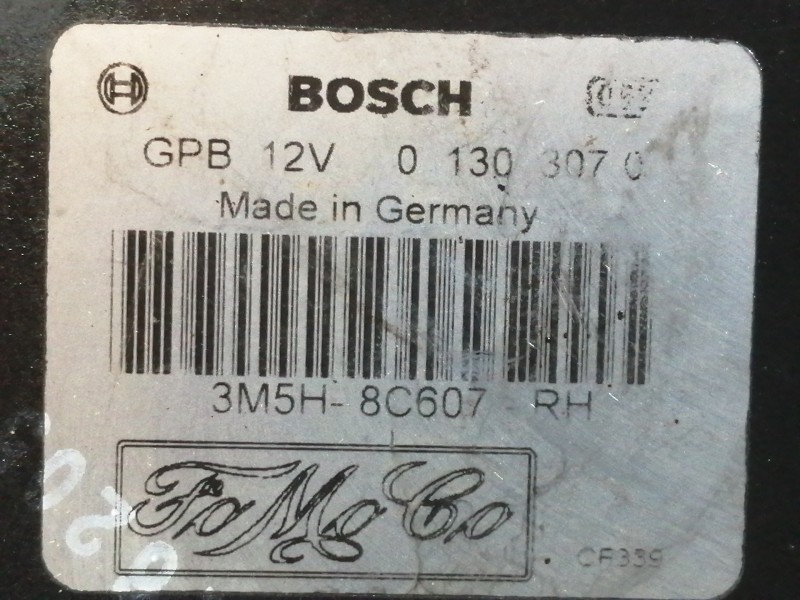 BOSCH
GPB 12V 0 130 307 0
Made in Germany
3M5H-8C607-RH
FoMoCo
CF339